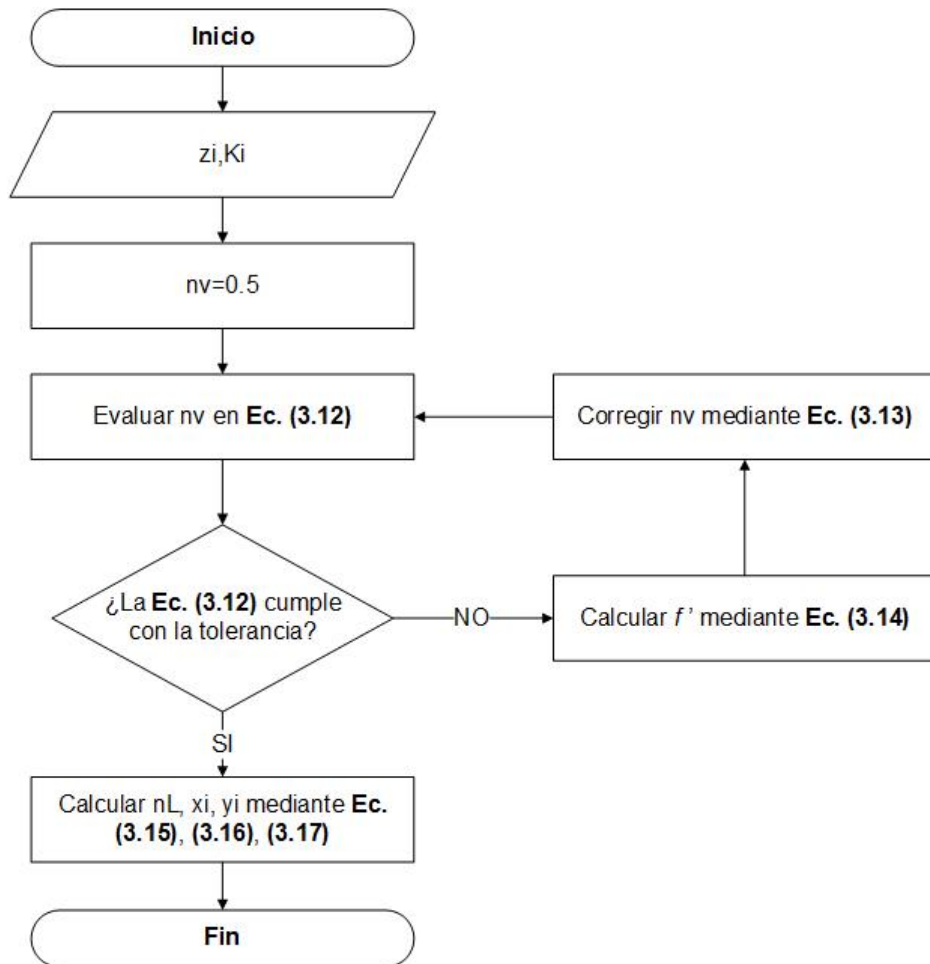 Inicio
zi,Ki
nv=0.5
Evaluar nv en Ec. (3.12)
Corregir nv mediante Ec. (3.13)
¿La Ec. (3.12) cumple
con la tolerancia?
NO
Calcular f ' mediante Ec. (3.14)
SI
Calcular nL, xi, yi mediante Ec.
(3.15), (3.16), (3.17)
Fin